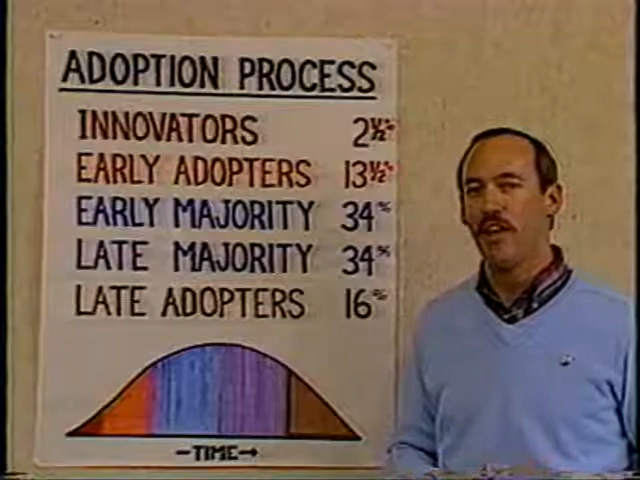 ADOPTION PROCESS
INNOVATORS 2½%
EARLY ADOPTERS 13½%
EARLY MAJORITY 34%
LATE MAJORITY 34%
LATE ADOPTERS 16%
-TIME→